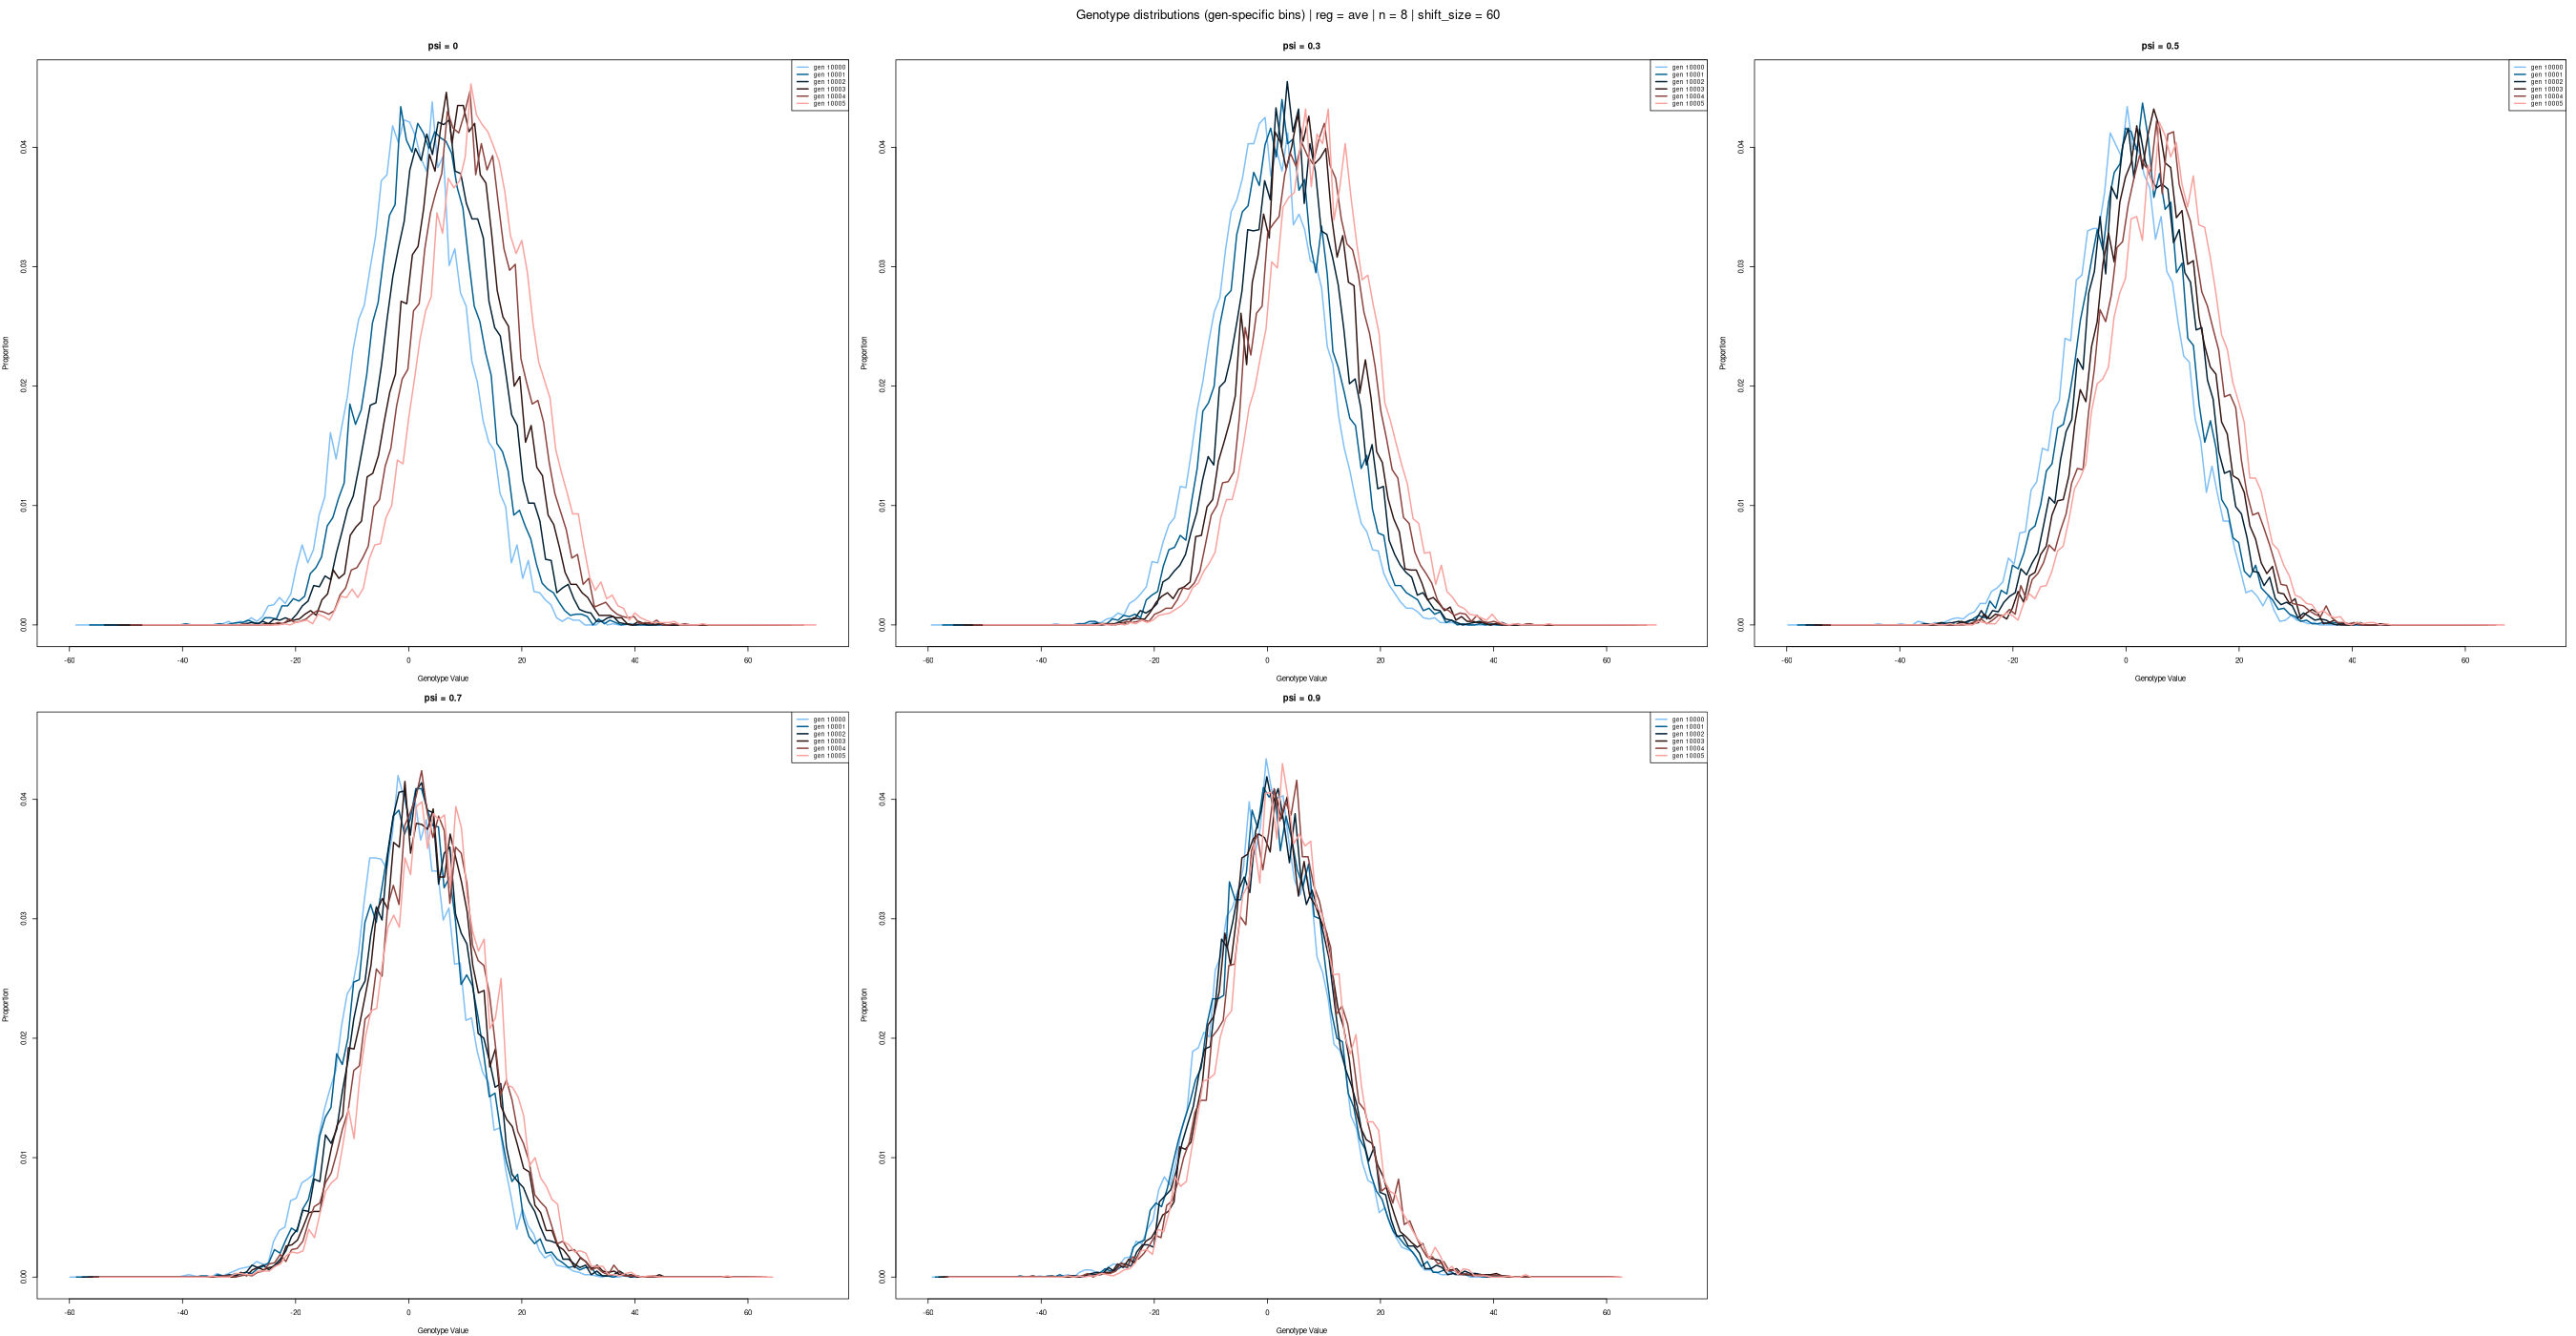 Genotype distributions (gen-specific bins) | reg = ave | n = 8 | shift_size = 60
psi = 0
gen 10000
gen 10001
gen 10002
gen 10003
gen 10004
gen 10005
Proportion
0.04
0.03
0.02
0.01
0.00
-60
-40
-20
0
20
40
60
Genotype Value
psi = 0.3
gen 10000
gen 10001
gen 10002
gen 10003
gen 10004
gen 10005
Proportion
0.04
0.03
0.02
0.01
0.00
-60
-40
-20
0
20
40
60
Genotype Value
psi = 0.5
gen 10000
gen 10001
gen 10002
gen 10003
gen 10004
gen 10005
Proportion
0.04
0.03
0.02
0.01
0.00
-60
-40
-20
0
20
40
60
Genotype Value
psi = 0.7
gen 10000
gen 10001
gen 10002
gen 10003
gen 10004
gen 10005
Proportion
0.04
0.03
0.02
0.01
0.00
-60
-40
-20
0
20
40
60
Genotype Value
psi = 0.9
gen 10000
gen 10001
gen 10002
gen 10003
gen 10004
gen 10005
Proportion
0.04
0.03
0.02
0.01
0.00
-60
-40
-20
0
20
40
60
Genotype Value